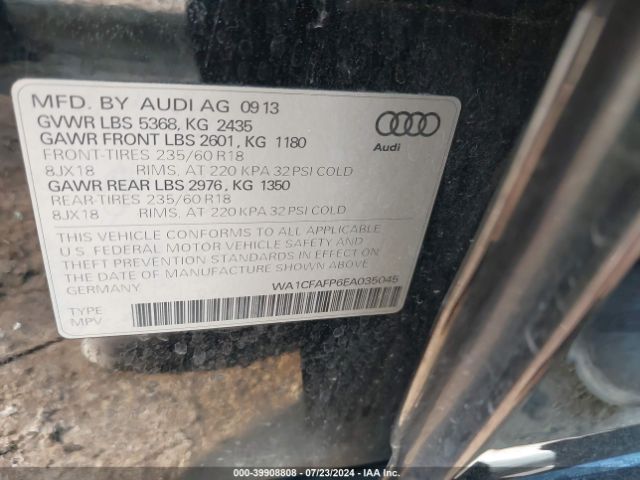 MFD. BY AUDI AG 09 13
GVWR LBS 5368, KG 2435
GAWR FRONT LBS 2601, KG 1180
FRONT-TIRES 235/60 R18
8JX18 RIMS, AT 220 KPA 32 PSI COLD
GAWR REAR LBS 2976, KG 1350
REAR-TIRES 235/60 R18
8JX18 RIMS, AT 220 KPA 32 PSI COLD
Audi
THIS VEHICLE CONFORMS TO ALL APPLICABLE
U.S. FEDERAL MOTOR VEHICLE SAFETY AND
THEFT PREVENTION STANDARDS IN EFFECT ON
THE DATE OF MANUFACTURE SHOWN ABOVE
GERMANY
WA1CFAFP6EA035045
TYPE
MPV
000-39908808 - 07/23/2024 - IAA Inc.